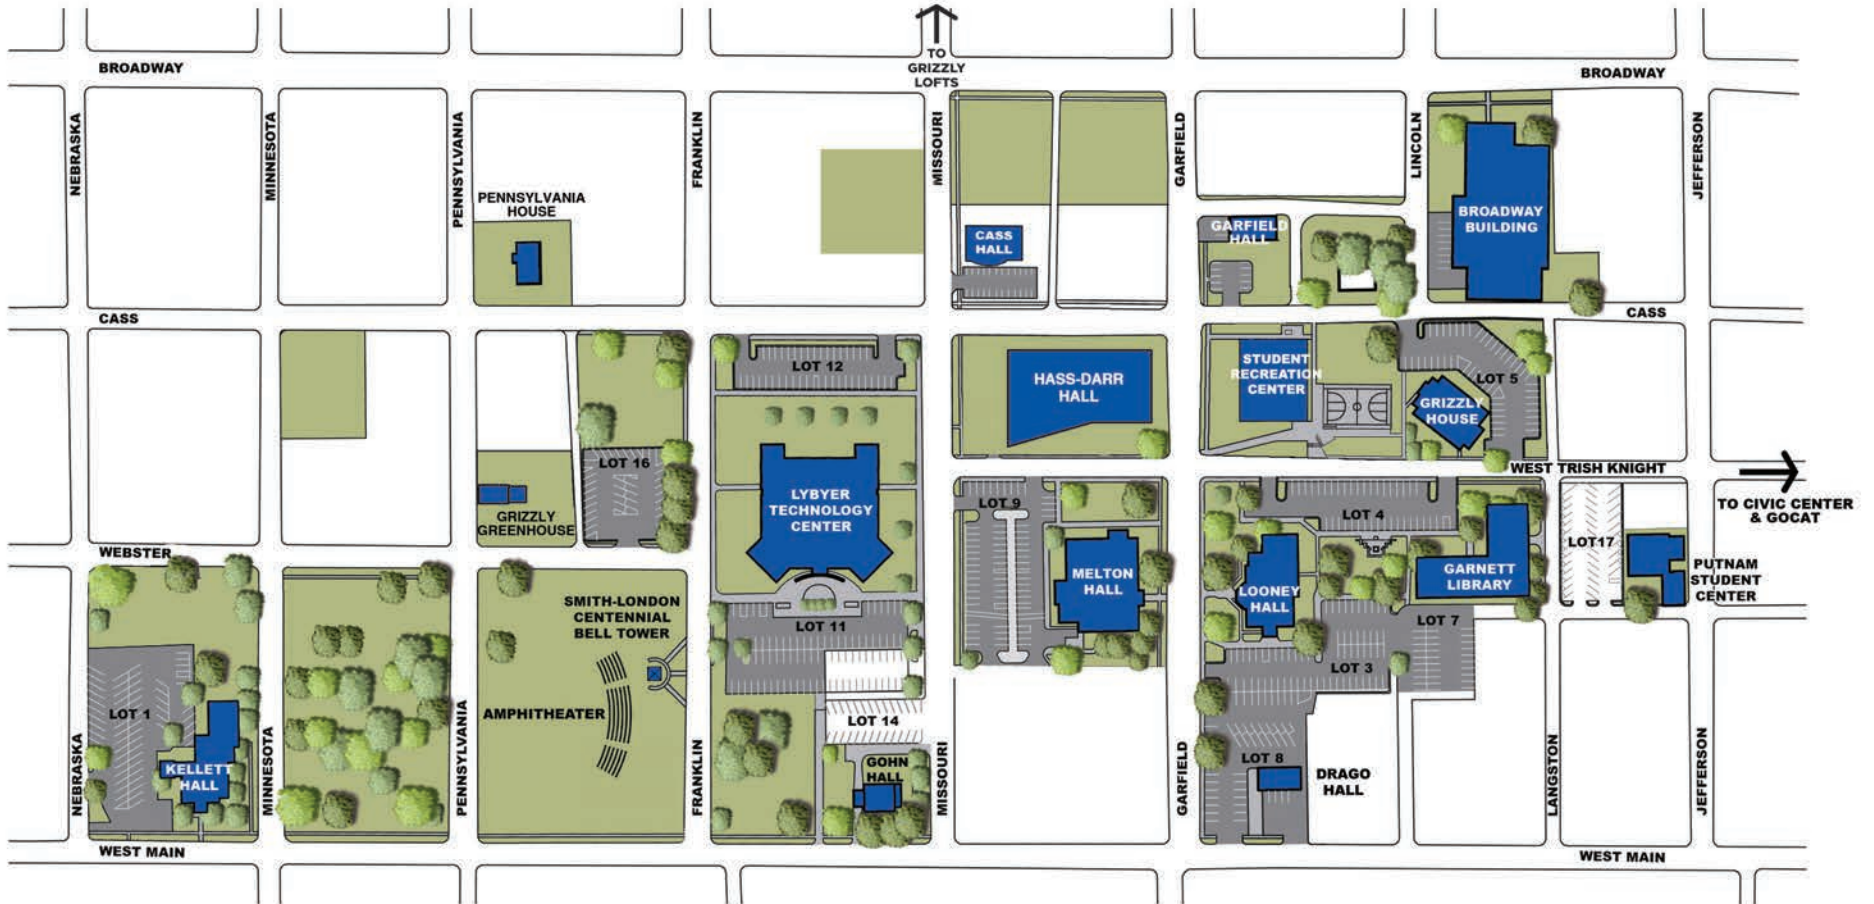 TO
GRIZZLY
LOFTS
BROADWAY
BROADWAY
NEBRASKA
MINNESOTA
PENNSYLVANIA
FRANKLIN
MISSOURI
GARFIELD
LINCOLN
JEFFERSON
PENNSYLVANIA
HOUSE
CASS
HALL
GARFIELD
HALL
BROADWAY
BUILDING
CASS
CASS
LOT 12
HASS-DARR
HALL
STUDENT
RECREATION
CENTER
LOT 5
GRIZZLY
HOUSE
LOT 16
WEST TRISH KNIGHT
TO CIVIC CENTER
& GOCAT
GRIZZLY
GREENHOUSE
LYBYER
TECHNOLOGY
CENTER
LOT 9
LOT 4
LOT17
WEBSTER
MELTON
HALL
LOONEY
HALL
GARNETT
LIBRARY
PUTNAM
STUDENT
CENTER
SMITH-LONDON
CENTENNIAL
BELL TOWER
LOT 11
LOT 7
LOT 3
LOT 1
AMPHITHEATER
LOT 14
KELLETT
HALL
GOHN
HALL
LOT 8
DRAGO
HALL
NEBRASKA
MINNESOTA
PENNSYLVANIA
FRANKLIN
MISSOURI
GARFIELD
LANGSTON
JEFFERSON
WEST MAIN
WEST MAIN